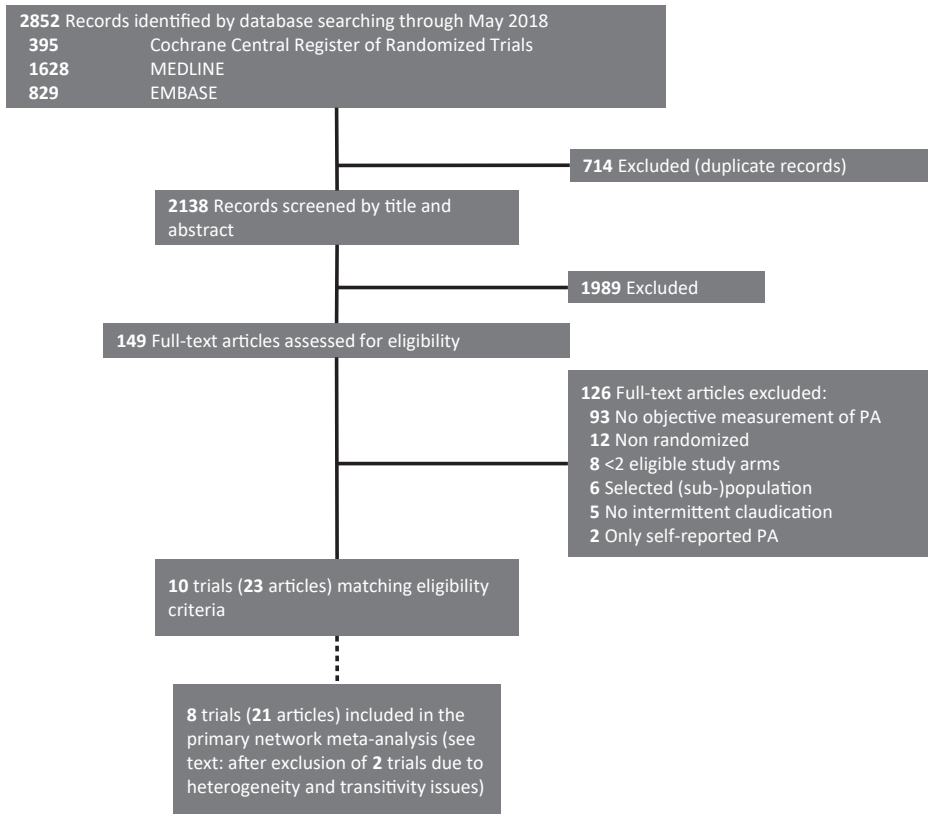 2852 Records identified by database searching through May 2018
395 Cochrane Central Register of Randomized Trials
1628 MEDLINE
829 EMBASE
714 Excluded (duplicate records)
2138 Records screened by title and
abstract
1989 Excluded
149 Full-text articles assessed for eligibility
126 Full-text articles excluded:
93 No objective measurement of PA
12 Non randomized
8 <2 eligible study arms
6 Selected (sub-)population
5 No intermittent claudication
2 Only self-reported PA
10 trials (23 articles) matching eligibility
criteria
8 trials (21 articles) included in the
primary network meta-analysis (see
text: after exclusion of 2 trials due to
heterogeneity and transitivity issues)